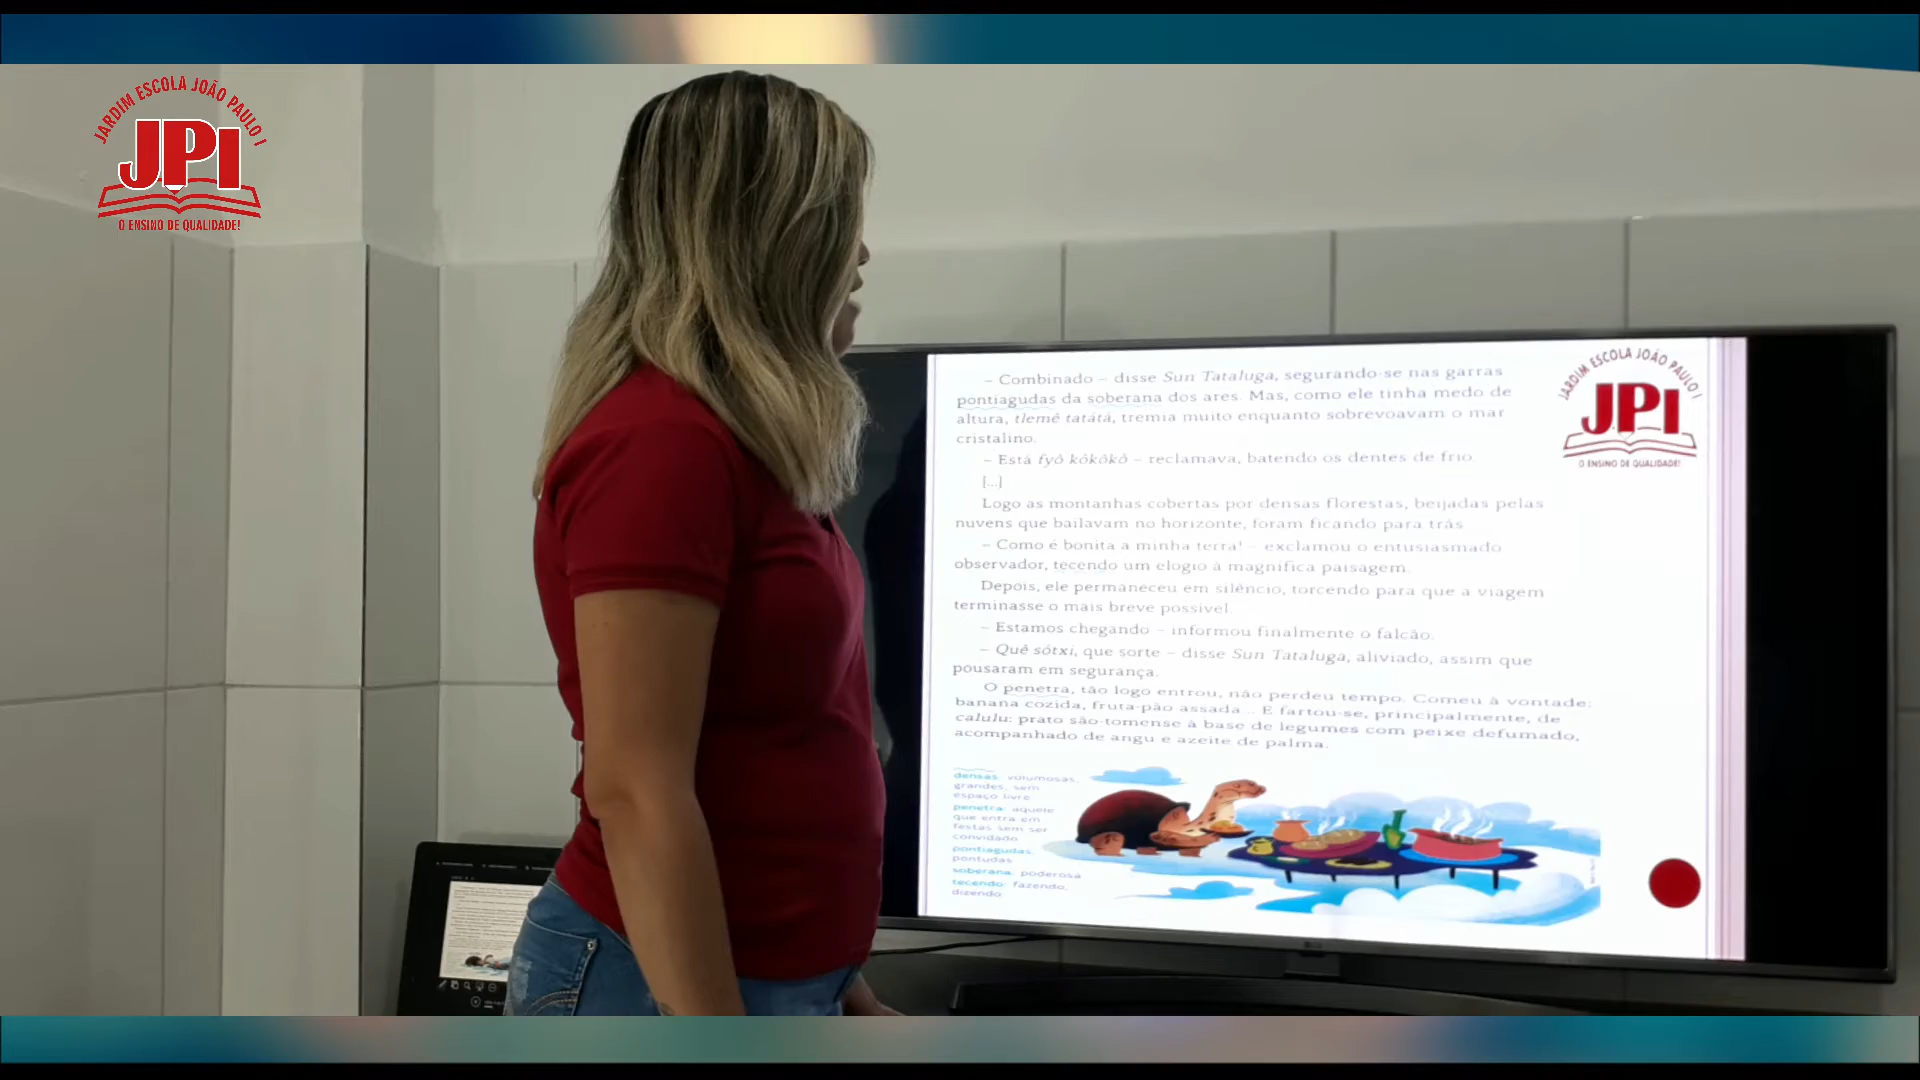 JARDIM ESCOLA JOÃO PAULO I
JPI
O ENSINO DE QUALIDADE!
– Combinado – disse Sun Tataluga, segurando-se nas garras
pontiagudas da soberana dos ares. Mas, como ele tinha medo de
altura, tlemê tatátá, tremia muito enquanto sobrevoavam o mar
cristalino.
– Está fyô kôkôkô – reclamava, batendo os dentes de frio.
[...]
Logo as montanhas cobertas por densas florestas, beijadas pelas
nuvens que bailavam no horizonte, foram ficando para trás.
– Como é bonita a minha terra! – exclamou o entusiasmado
observador, tecendo um elogio à magnífica paisagem.
Depois, ele permaneceu em silêncio, torcendo para que a viagem
terminasse o mais breve possível.
– Estamos chegando – informou finalmente o falcão.
– Quê sótxi, que sorte – disse Sun Tataluga, aliviado, assim que
pousaram em segurança.
O penetra, tão logo entrou, não perdeu tempo. Comeu à vontade:
banana cozida, fruta-pão assada... E fartou-se, principalmente, de
calulu: prato são-tomense à base de legumes com peixe defumado,
acompanhado de angu e azeite de palma.
JARDIM ESCOLA JOÃO PAULO I
JPI
O ENSINO DE QUALIDADE!
densas: volumosas,
grandes, sem
espaço livre.
penetra: aquele
que entra em
festas sem ser
convidado.
pontiagudas:
pontudas.
soberana: poderosa.
tecendo: fazendo,
dizendo.
LG